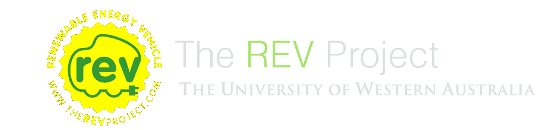 RENEWABLE ENERGY VEHICLE
rev
WWW.THEREVPROJECT.COM
The REV Project
THE UNIVERSITY OF WESTERN AUSTRALIA